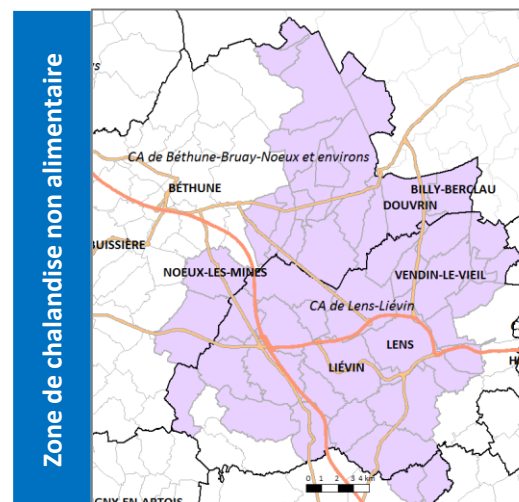 Zone de chalandise non alimentaire
CA de Béthune-Bruay-Noeux et environs
BÉTHUNE
BILLY-BERCLAU
DOUVRIN
BUISSIÈRE
NOEUX-LES-MINES
VENDIN-LE-VIEIL
CA de Lens-Liévin
LENS
LIÉVIN
0 1 2 3 4 km